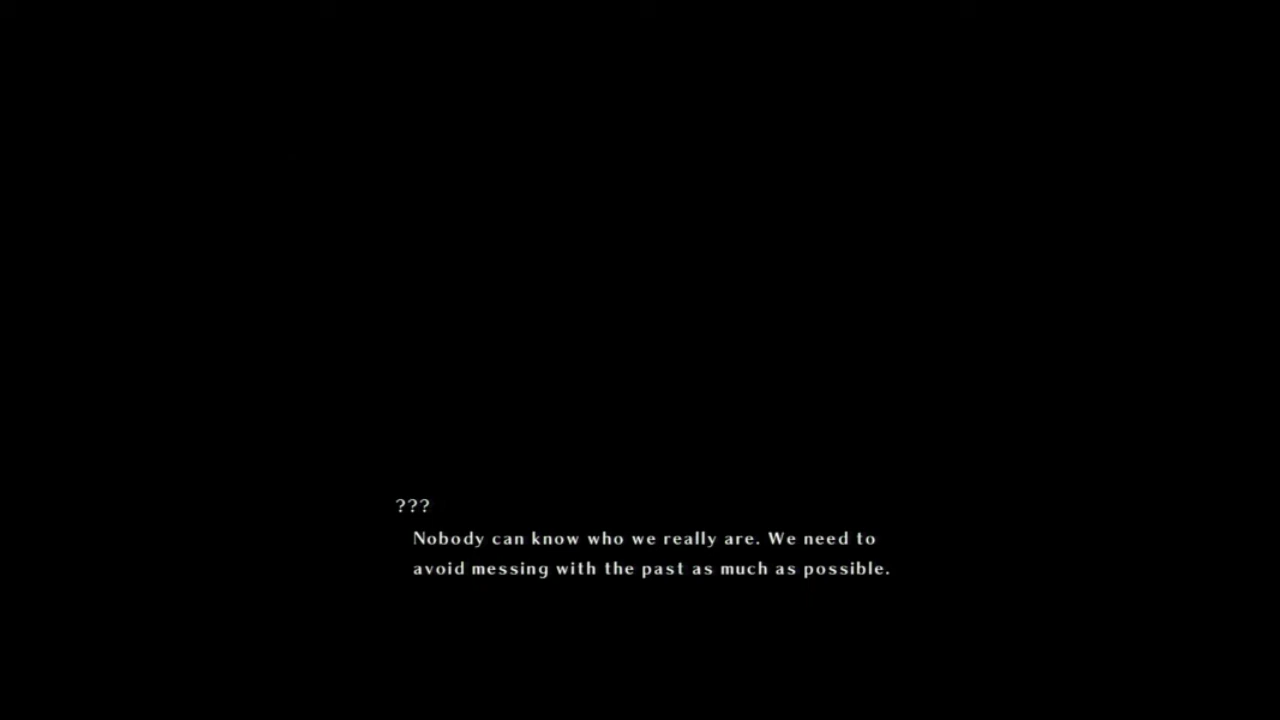 ???
Nobody can know who we really are. We need to
avoid messing with the past as much as possible.